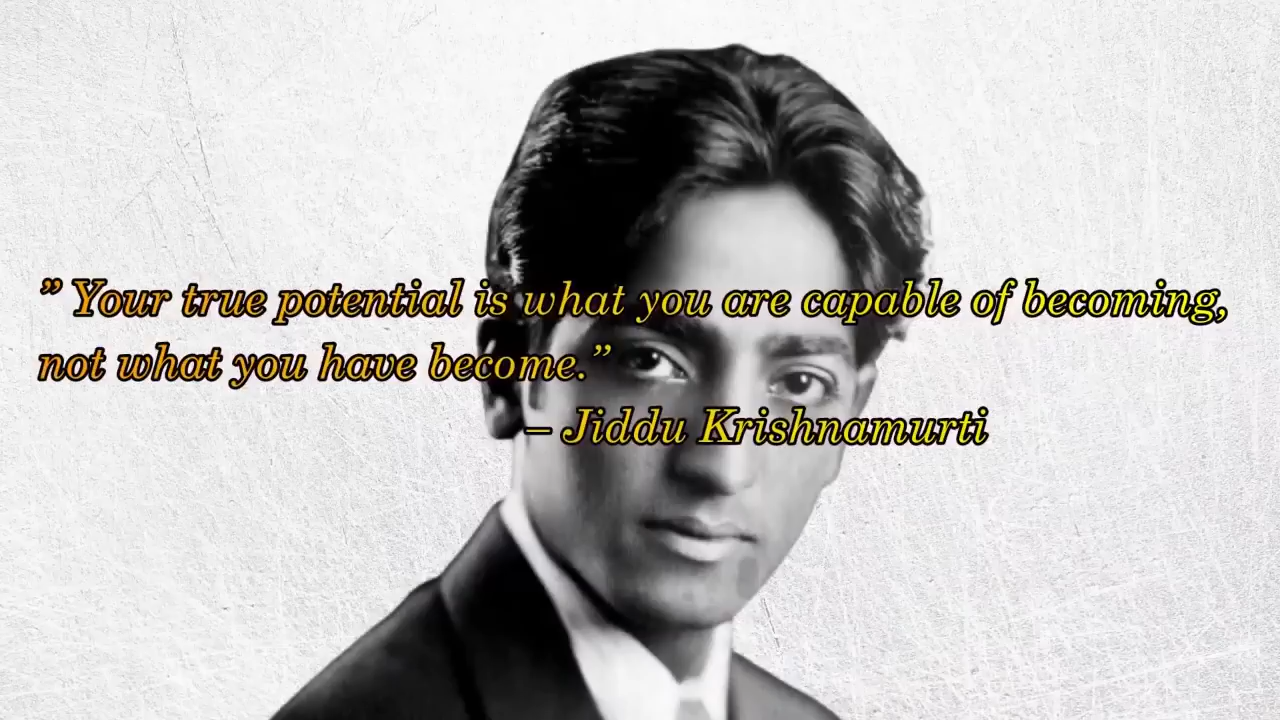 ” Your true potential is what you are capable of becoming,
not what you have become.”
– Jiddu Krishnamurti